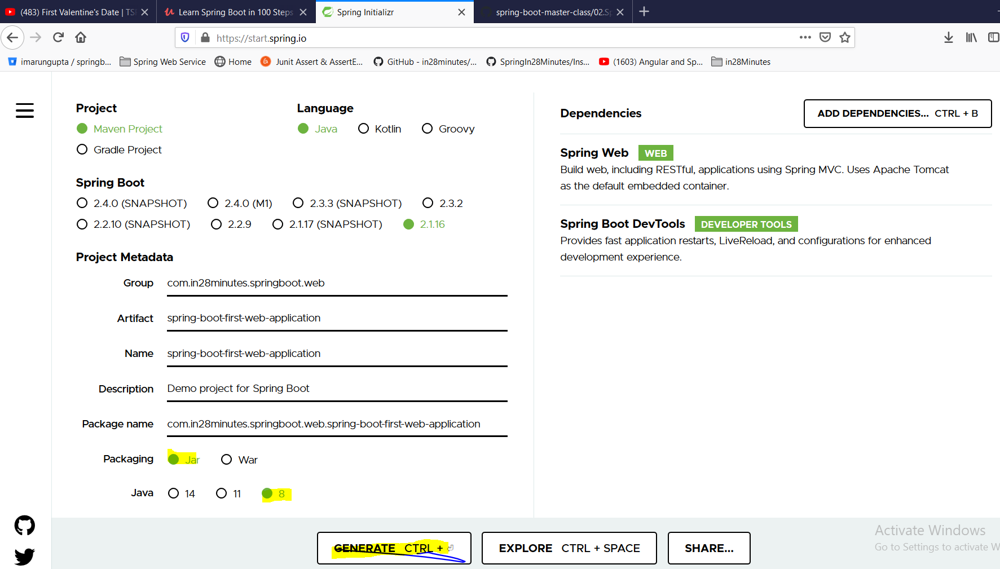 (483) First Valentine's Date | TS
Learn Spring Boot in 100 Steps
Spring Initializr
spring-boot-master-class/02.Sp
https://start.spring.io
imarungupta / springb...
Spring Web Service
Home
Junit Assert & AssertE...
GitHub - in28minutes/...
SpringIn28Minutes/Ins...
(1603) Angular and Sp...
in28Minutes
Project
Language
Dependencies
ADD DEPENDENCIES... CTRL + B
Maven Project
Java
Kotlin
Groovy
Gradle Project
Spring Web WEB
Build web, including RESTful, applications using Spring MVC. Uses Apache Tomcat
as the default embedded container.
Spring Boot
2.4.0 (SNAPSHOT)
2.4.0 (M1)
2.3.3 (SNAPSHOT)
2.3.2
2.2.10 (SNAPSHOT)
2.2.9
2.1.17 (SNAPSHOT)
2.1.16
Spring Boot DevTools DEVELOPER TOOLS
Provides fast application restarts, LiveReload, and configurations for enhanced
development experience.
Project Metadata
Group com.in28minutes.springboot.web
Artifact spring-boot-first-web-application
Name spring-boot-first-web-application
Description Demo project for Spring Boot
Package name com.in28minutes.springboot.web.spring-boot-first-web-application
Packaging Jar War
Java 14 11 8
GENERATE CTRL + ⏎
EXPLORE CTRL + SPACE
SHARE...
Activate Windows
Go to Settings to activate W